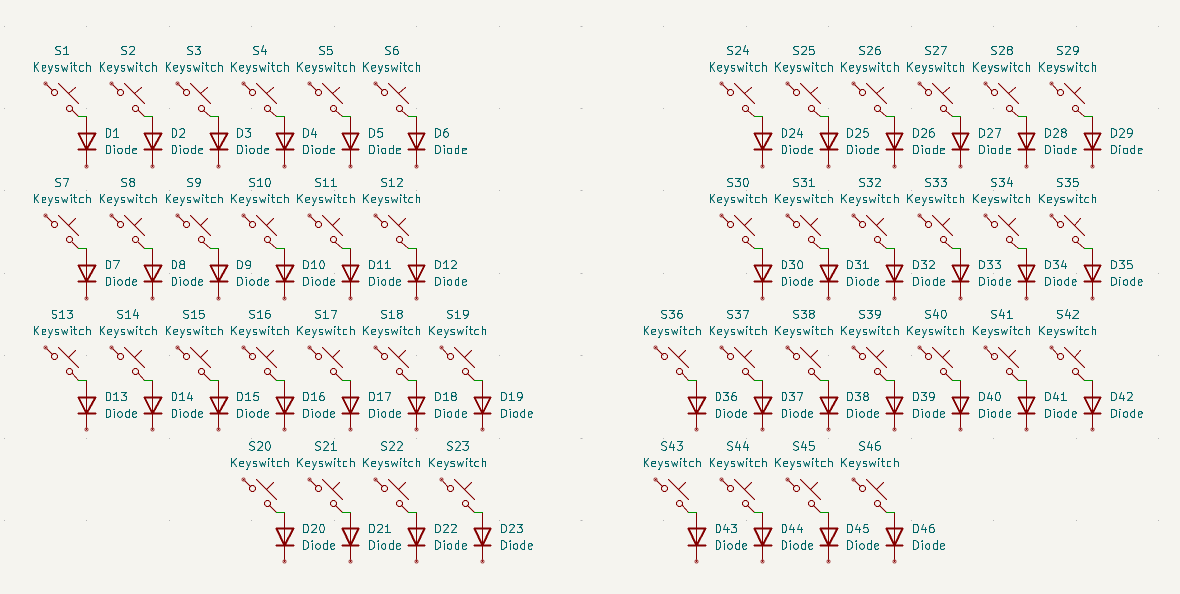 S1 S2 S3 S4 S5 S6 S24 S25 S26 S27 S28 S29
Keyswitch Keyswitch Keyswitch Keyswitch Keyswitch Keyswitch Keyswitch Keyswitch Keyswitch Keyswitch Keyswitch Keyswitch
D1 D2 D3 D4 D5 D6 D24 D25 D26 D27 D28 D29
Diode Diode Diode Diode Diode Diode Diode Diode Diode Diode Diode Diode
S7 S8 S9 S10 S11 S12 S30 S31 S32 S33 S34 S35
Keyswitch Keyswitch Keyswitch Keyswitch Keyswitch Keyswitch Keyswitch Keyswitch Keyswitch Keyswitch Keyswitch Keyswitch
D7 D8 D9 D10 D11 D12 D30 D31 D32 D33 D34 D35
Diode Diode Diode Diode Diode Diode Diode Diode Diode Diode Diode Diode
S13 S14 S15 S16 S17 S18 S19 S36 S37 S38 S39 S40 S41 S42
Keyswitch Keyswitch Keyswitch Keyswitch Keyswitch Keyswitch Keyswitch Keyswitch Keyswitch Keyswitch Keyswitch Keyswitch Keyswitch Keyswitch
D13 D14 D15 D16 D17 D18 D19 D36 D37 D38 D39 D40 D41 D42
Diode Diode Diode Diode Diode Diode Diode Diode Diode Diode Diode Diode Diode Diode
S20 S21 S22 S23 S43 S44 S45 S46
Keyswitch Keyswitch Keyswitch Keyswitch Keyswitch Keyswitch Keyswitch Keyswitch
D20 D21 D22 D23 D43 D44 D45 D46
Diode Diode Diode Diode Diode Diode Diode Diode